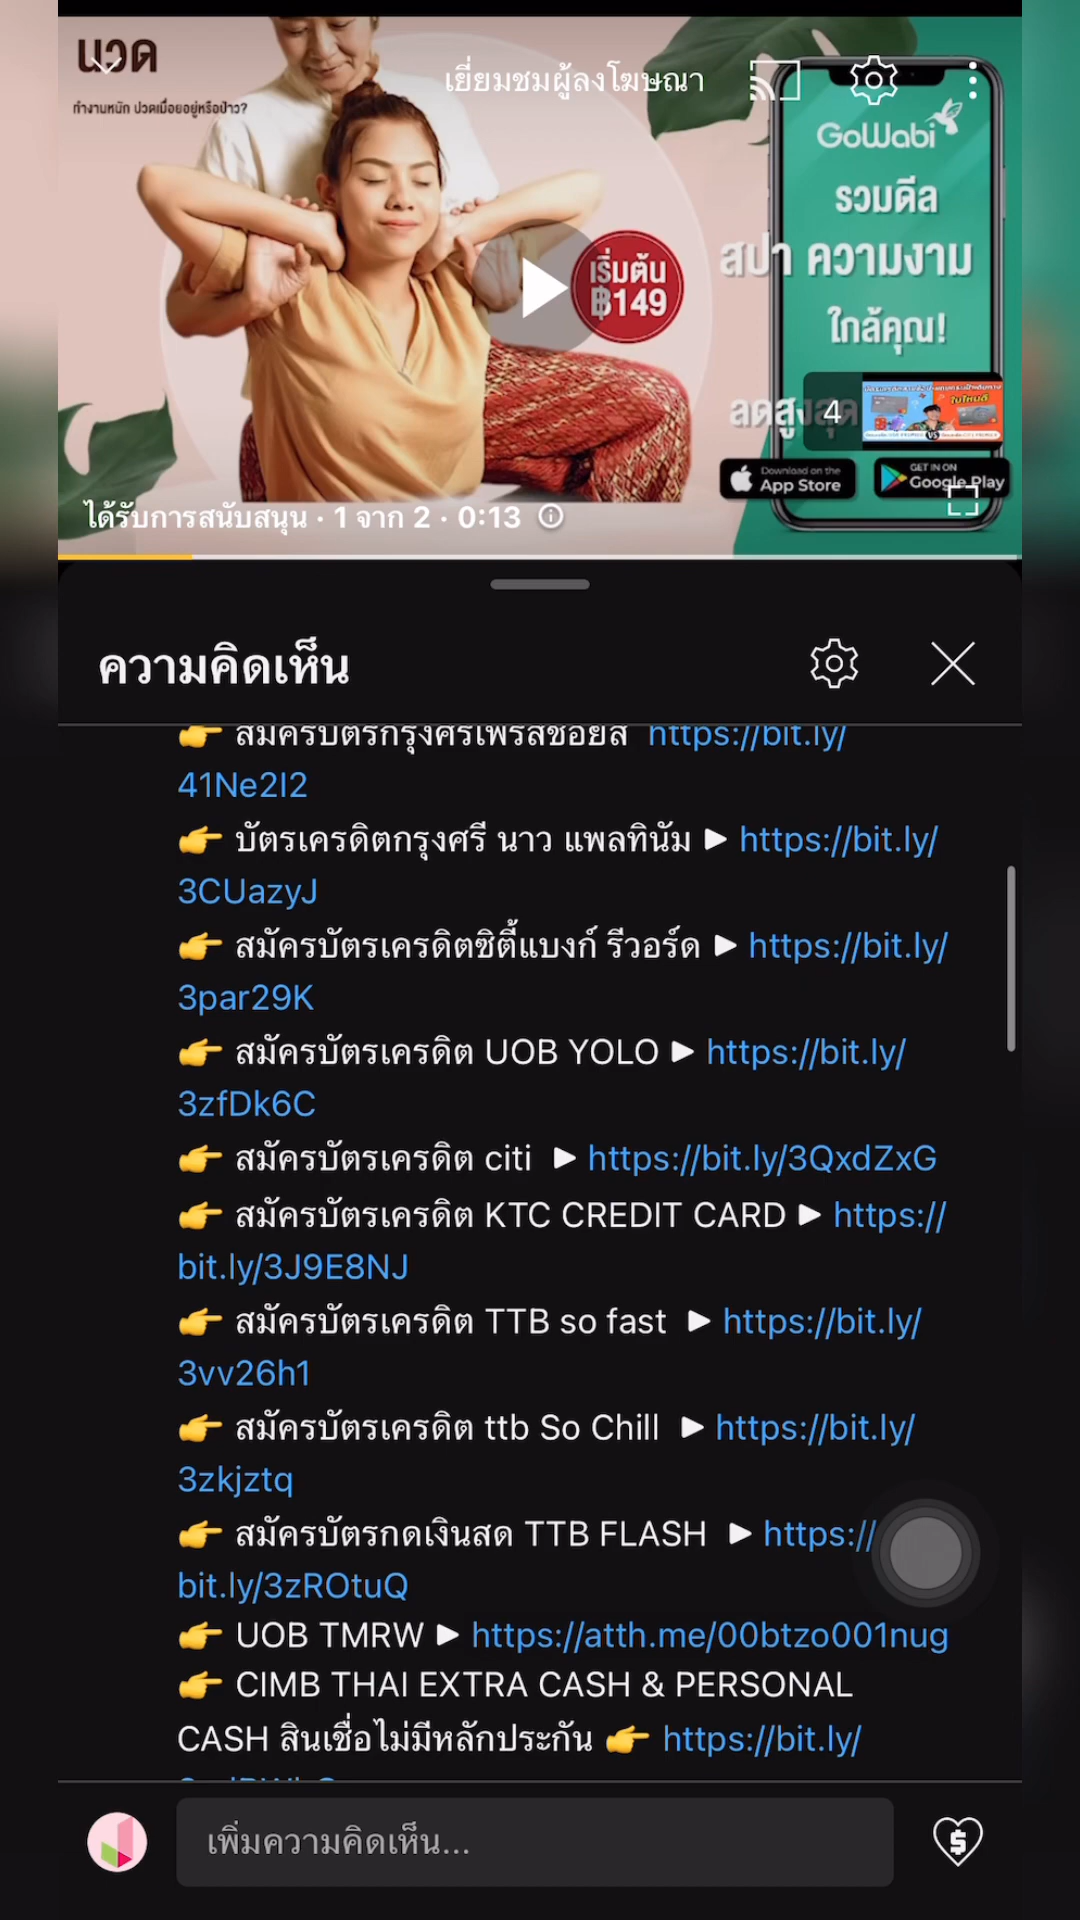 นวด
ทำงานหนัก ปวดเมื่อยอยู่หรือป่าว?
เยี่ยมชมผู้ลงโฆษณา
GoWabi
รวมดีล
สปา ความงาม
ใกล้คุณ!
เริ่มต้น
฿149
ลดสูงสุด
4
Download on the
App Store
GET IN ON
Google Play
ได้รับการสนับสนุน · 1 จาก 2 · 0:13
ความคิดเห็น
👉 สมัครบัตรกรุงศรีเฟิร์สช้อยส์ https://bit.ly/
41Ne2I2
👉 บัตรเครดิตกรุงศรี นาว แพลทินัม ▶ https://bit.ly/
3CUazyJ
👉 สมัครบัตรเครดิตซิตี้แบงก์ รีวอร์ด ▶ https://bit.ly/
3par29K
👉 สมัครบัตรเครดิต UOB YOLO ▶ https://bit.ly/
3zfDk6C
👉 สมัครบัตรเครดิต citi ▶ https://bit.ly/3QxdZxG
👉 สมัครบัตรเครดิต KTC CREDIT CARD ▶ https://
bit.ly/3J9E8NJ
👉 สมัครบัตรเครดิต TTB so fast ▶ https://bit.ly/
3vv26h1
👉 สมัครบัตรเครดิต ttb So Chill ▶ https://bit.ly/
3zkjztq
👉 สมัครบัตรกดเงินสด TTB FLASH ▶ https://
bit.ly/3zROtuQ
👉 UOB TMRW ▶ https://atth.me/00btzo001nug
👉 CIMB THAI EXTRA CASH & PERSONAL
CASH สินเชื่อไม่มีหลักประกัน 👉 https://bit.ly/
เพิ่มความคิดเห็น...